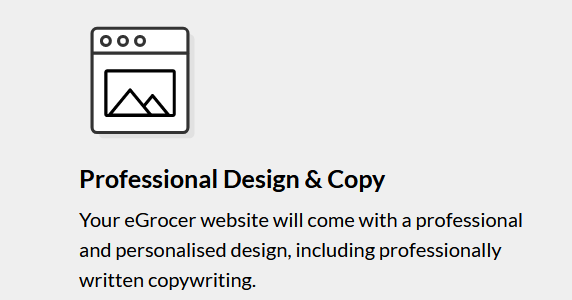 Professional Design & Copy
Your eGrocer website will come with a professional
and personalised design, including professionally
written copywriting.